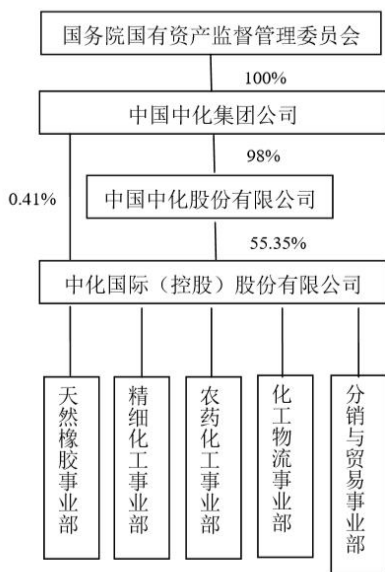 国务院国有资产监督管理委员会
100%
中国中化集团公司
98%
0.41%
中国中化股份有限公司
55.35%
中化国际（控股）股份有限公司
天然橡胶事业部
精细化工事业部
农药化工事业部
化工物流事业部
分销与贸易事业部